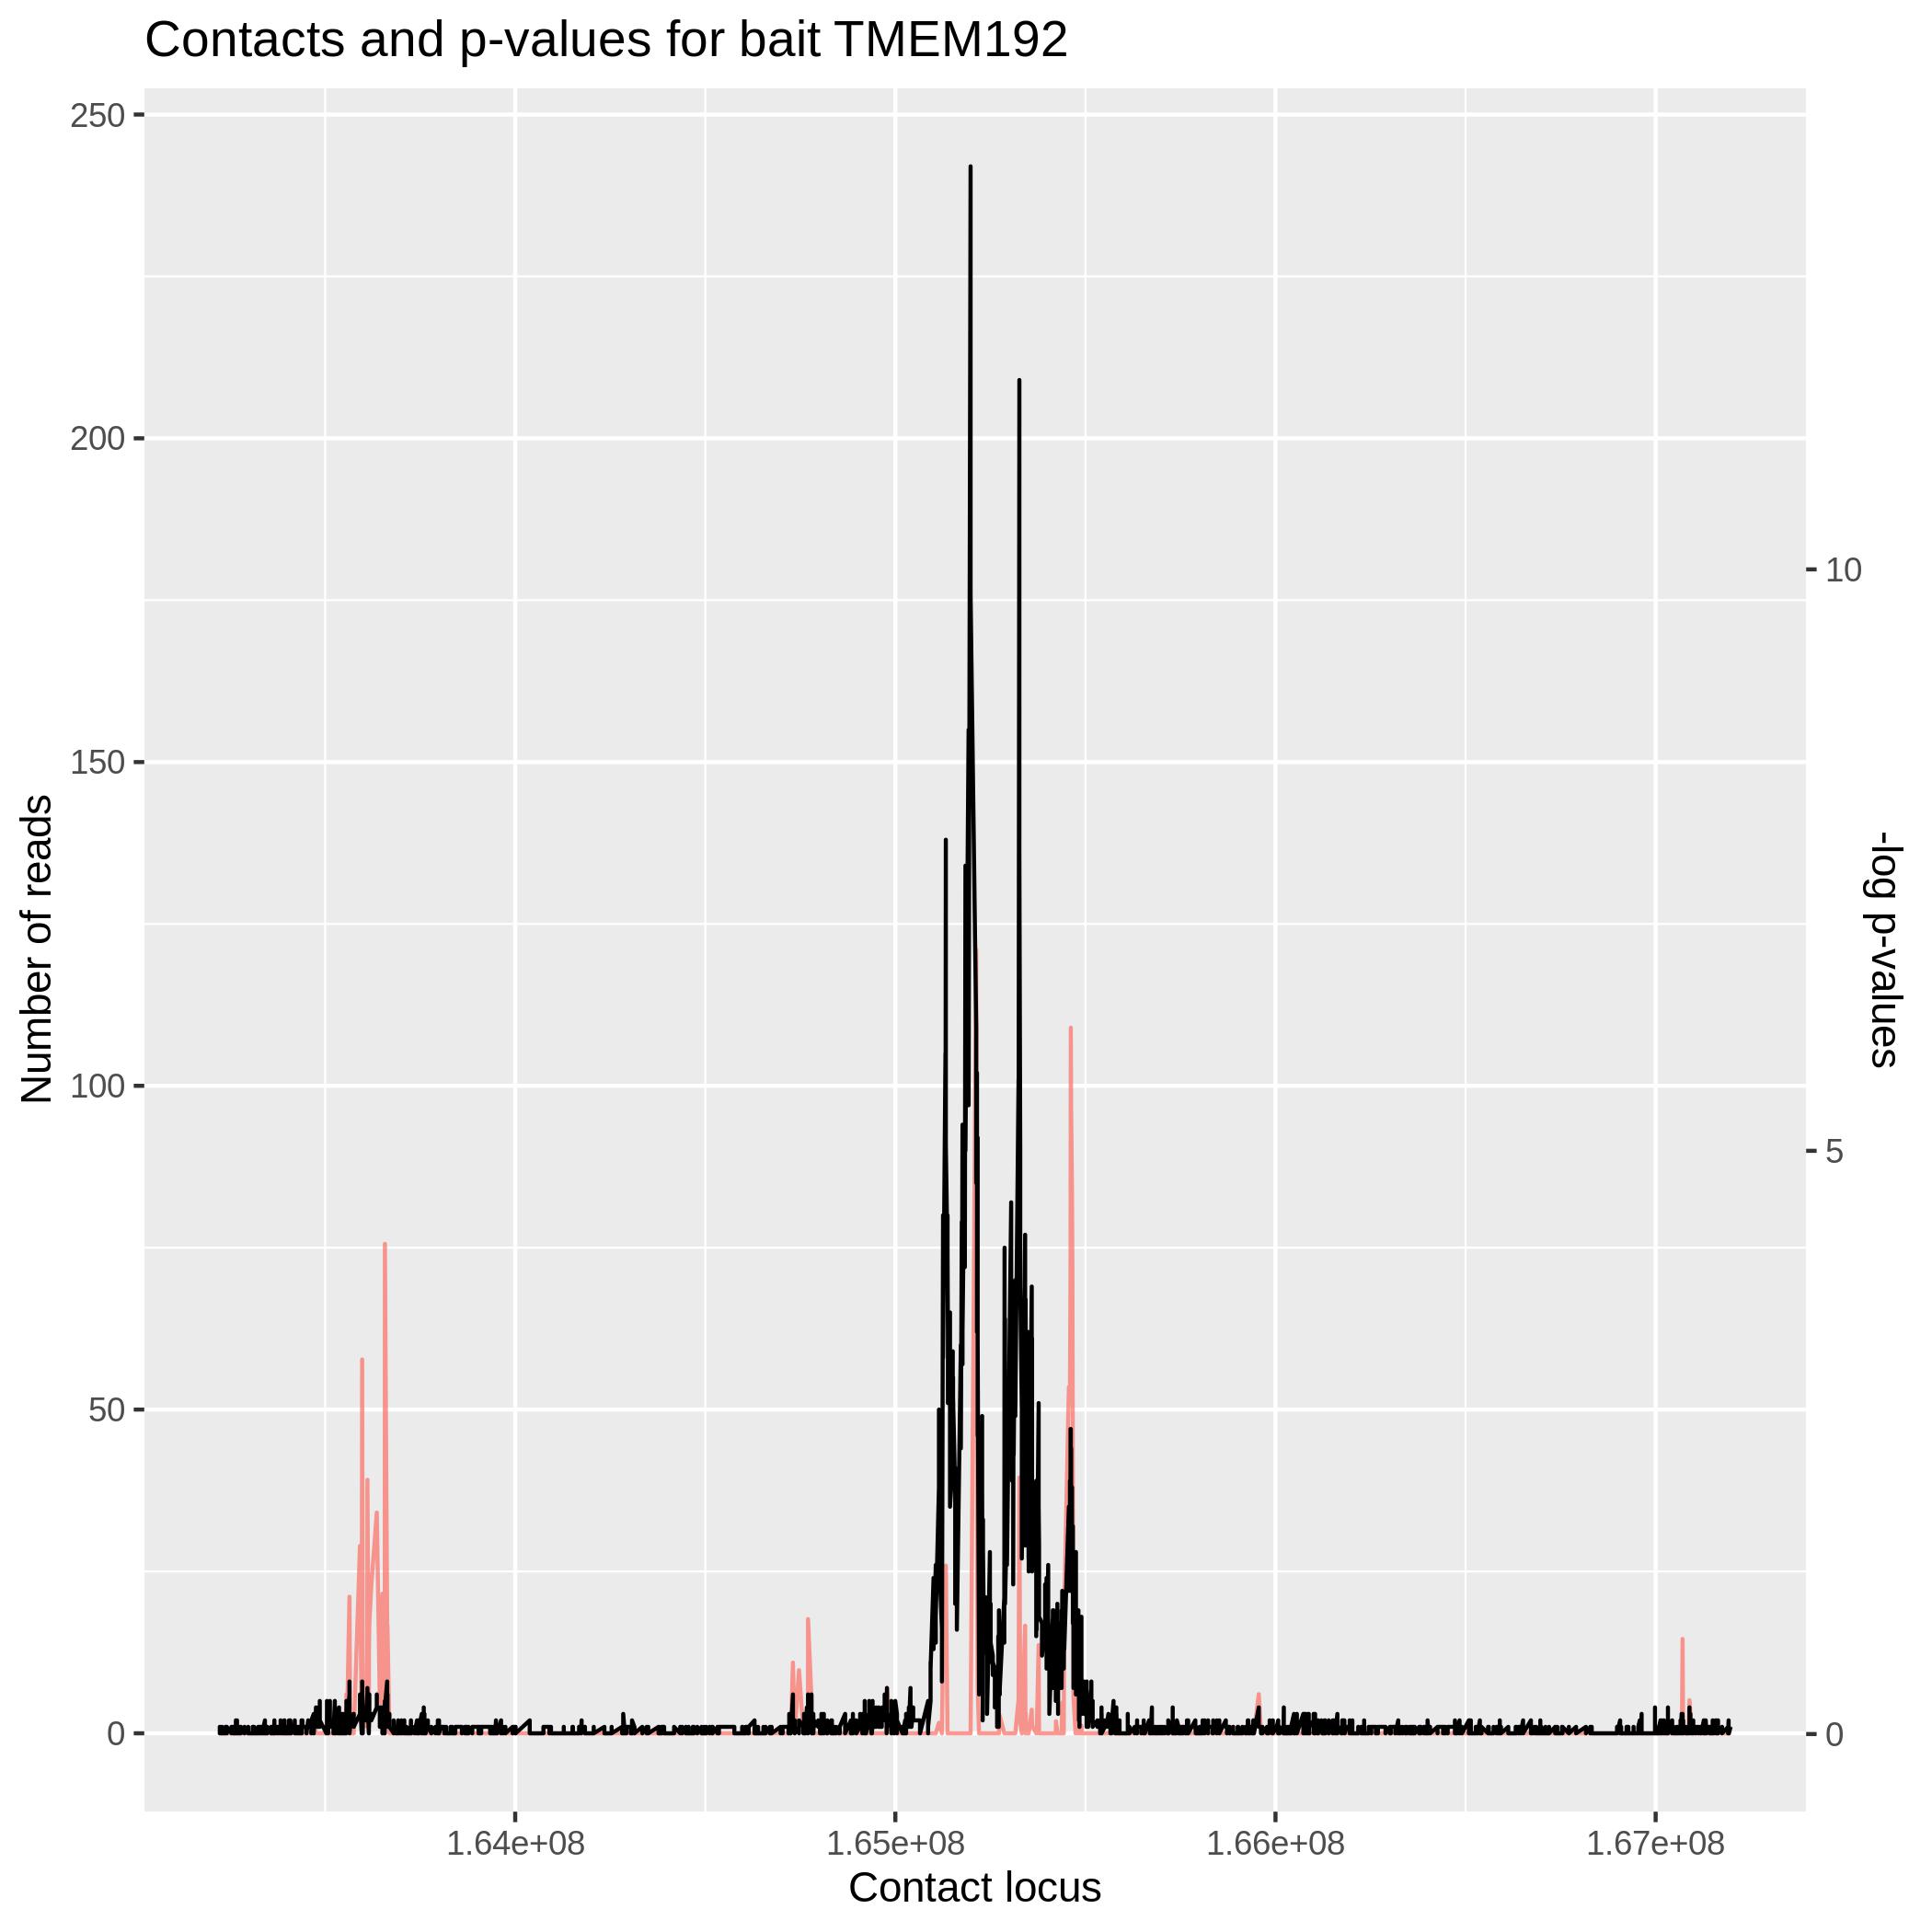 Contacts and p-values for bait TMEM192
250
200
150
100
50
0
Number of reads
10
5
0
-log p-values
1.64e+08
1.65e+08
1.66e+08
1.67e+08
Contact locus